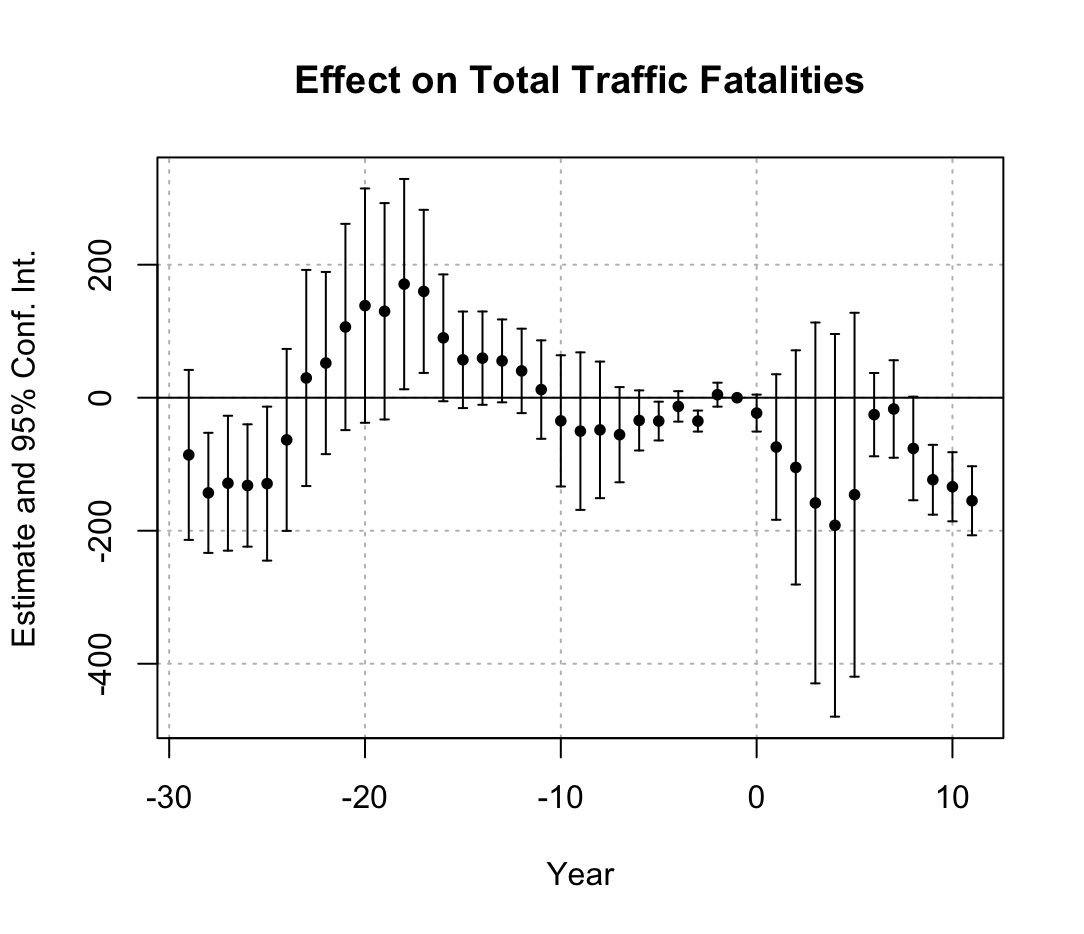 Effect on Total Traffic Fatalities
Estimate and 95% Conf. Int.
200
0
-200
-400
-30 -20 -10 0 10
Year